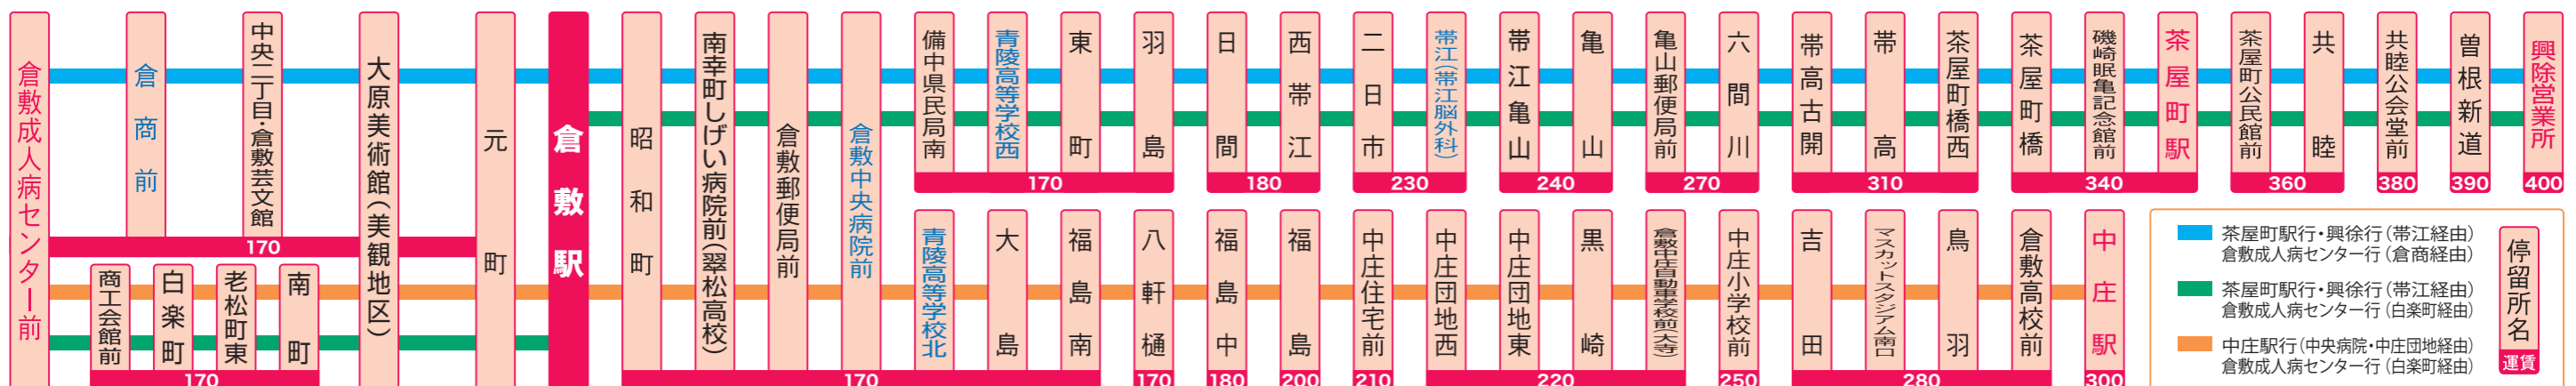 倉敷成人病センター前
倉商前
中央二丁目・倉敷芸文館
大原美術館(美観地区)
元町
倉敷駅
昭和町
南幸町しげい病院前(翠松高校)
倉敷郵便局前
倉敷中央病院前
備中県民局南
青陵高等学校西
東町
羽島
日間
西帯江
二日市
帯江(帯江脳外科)
帯江亀山
亀山
亀山郵便局前
六間川
帯高古開
帯高
茶屋町橋西
茶屋町橋
磯崎眠亀記念館前
茶屋町駅
茶屋町公民館前
共睦
共睦公会堂前
曽根新道
興除営業所
170
170
180
230
240
270
310
340
360
380
390
400
商工会館前
白楽町
老松町東
南町
青陵高等学校北
大島
福島南
八軒樋
福島中
福島
中庄住宅前
中庄団地西
中庄団地東
黒崎
倉敷中庄自動車学校前(大寺)
中庄小学校前
吉田
マスカットスタジアム南口
鳥羽
倉敷高校前
中庄駅
170
170
170
180
200
210
220
250
280
300
茶屋町駅行・興徐行(帯江経由)
倉敷成人病センター行(倉商経由)
茶屋町駅行・興徐行(帯江経由)
倉敷成人病センター行(白楽町経由)
中庄駅行(中央病院・中庄団地経由)
倉敷成人病センター行(白楽町経由)
停留所名
運賃